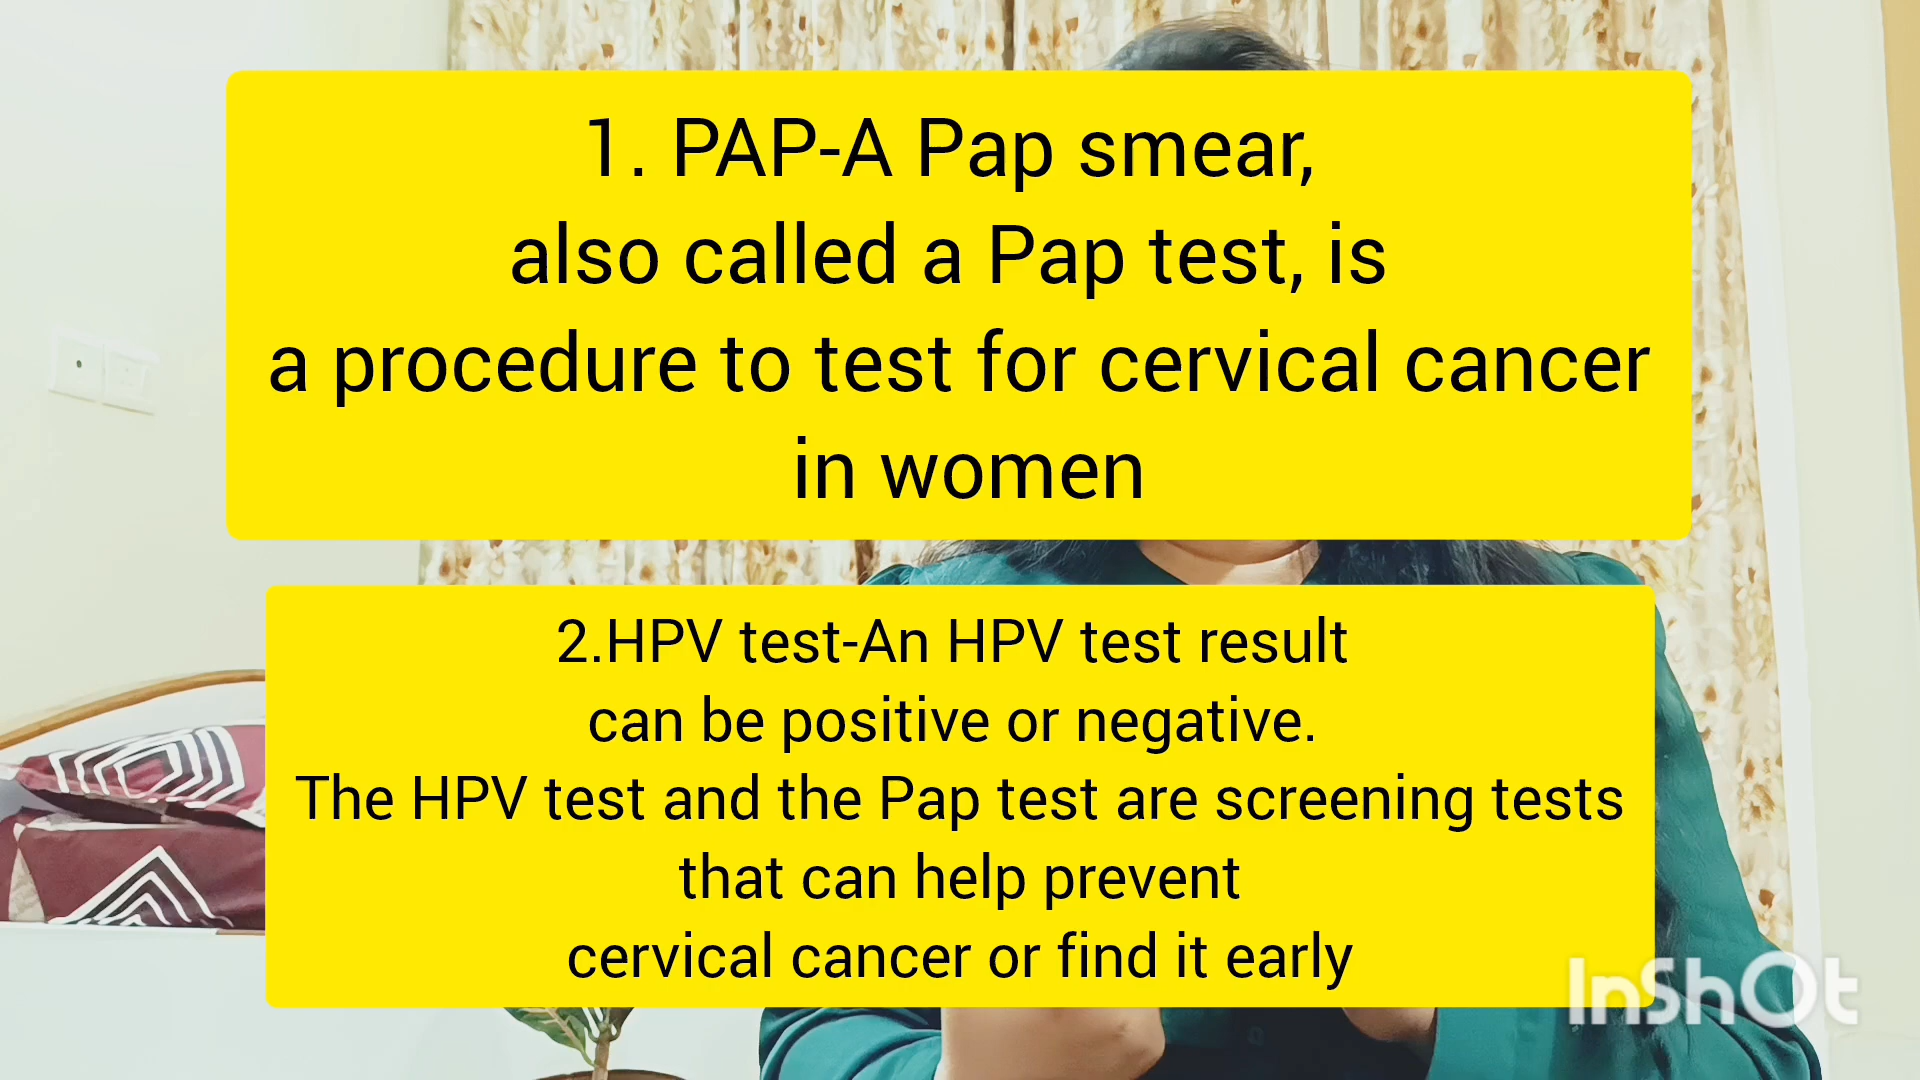 1. PAP-A Pap smear,
also called a Pap test, is
a procedure to test for cervical cancer
in women
2.HPV test-An HPV test result
can be positive or negative.
The HPV test and the Pap test are screening tests
that can help prevent
cervical cancer or find it early
InShOt